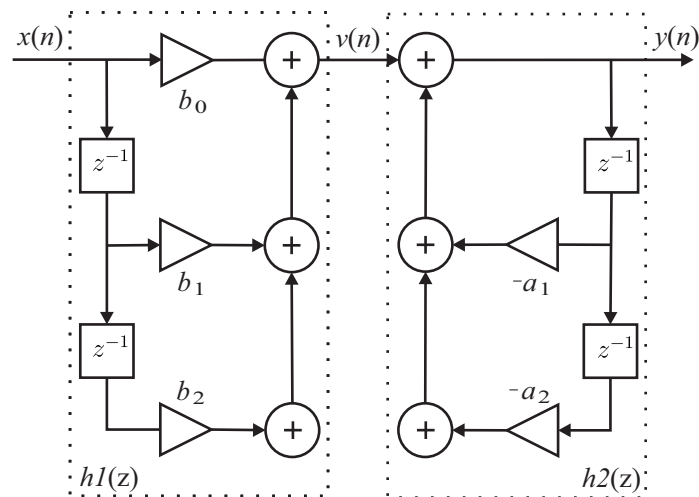 x(n) v(n) y(n)
+ +
b₀
z⁻¹ z⁻¹
+ +
b₁ -a₁
z⁻¹ z⁻¹
b₂ -a₂
+ +
h1(z) h2(z)